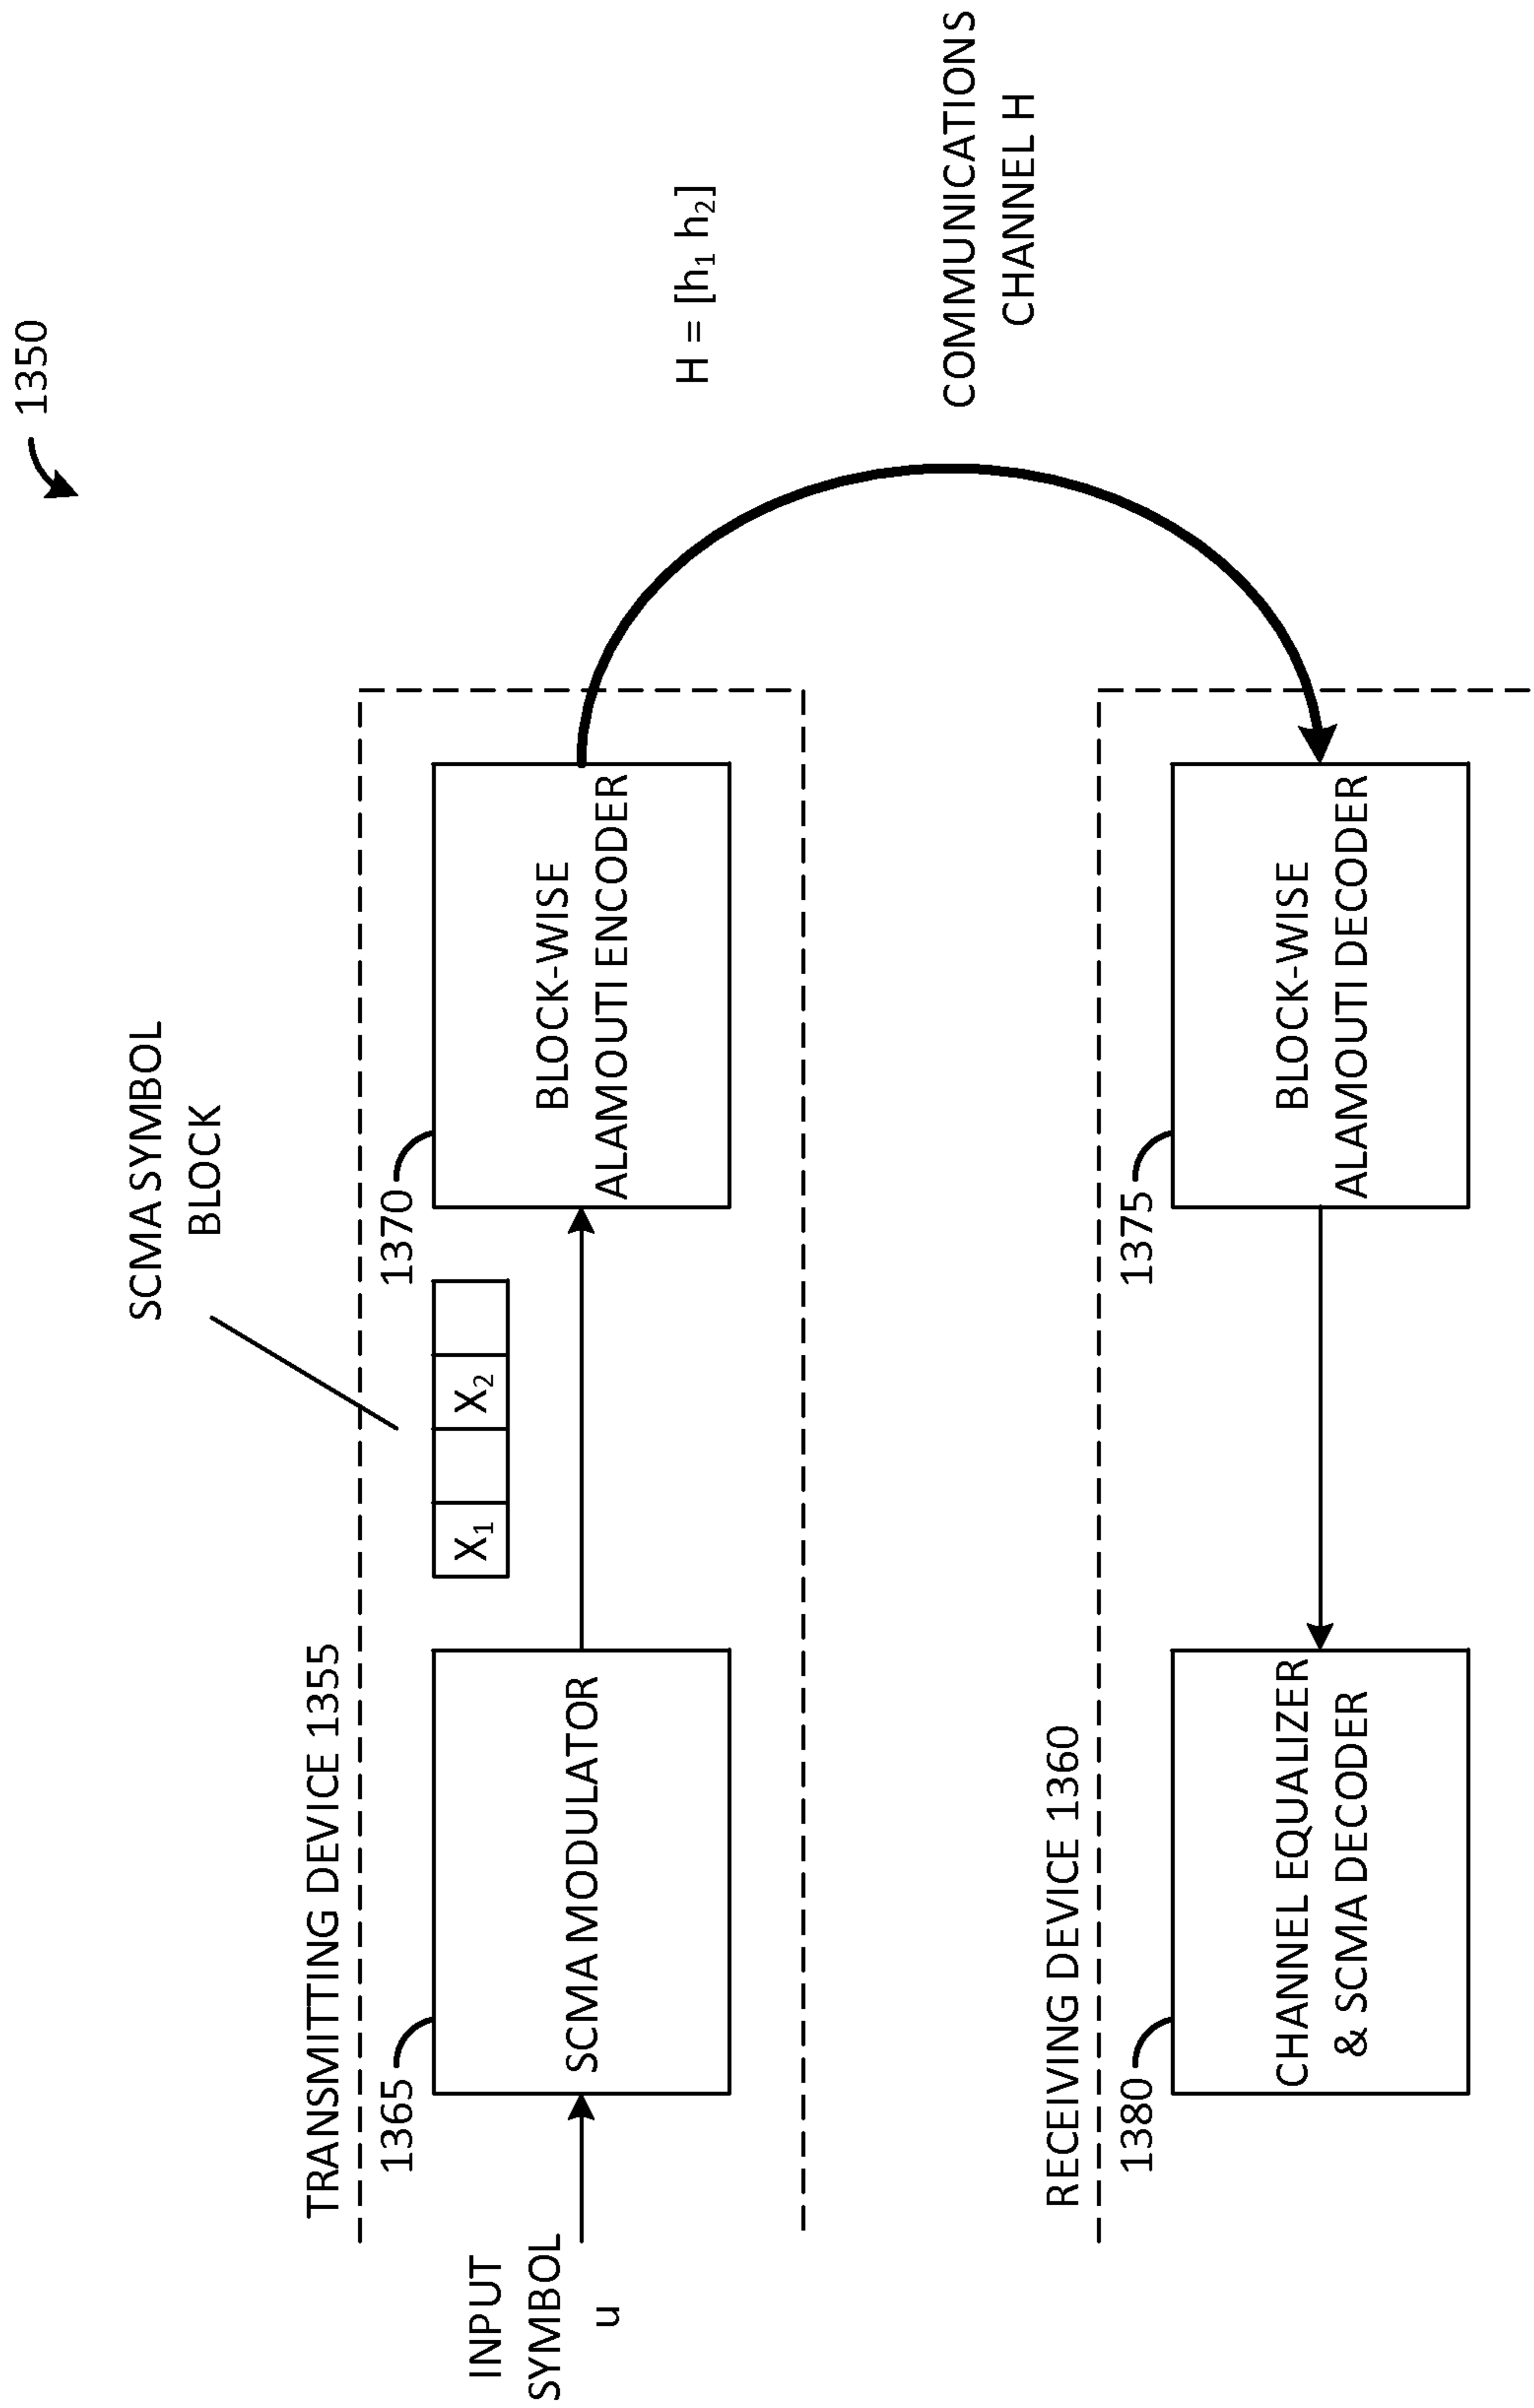 1350
SCMA SYMBOL
BLOCK
TRANSMITTING DEVICE 1355
1365
X₁
X₂
1370
INPUT
SYMBOL
u
SCMA MODULATOR
BLOCK-WISE
ALAMOUTI ENCODER
H = [h₁ h₂]
COMMUNICATIONS
CHANNEL H
RECEIVING DEVICE 1360
1380
1375
CHANNEL EQUALIZER
& SCMA DECODER
BLOCK-WISE
ALAMOUTI DECODER